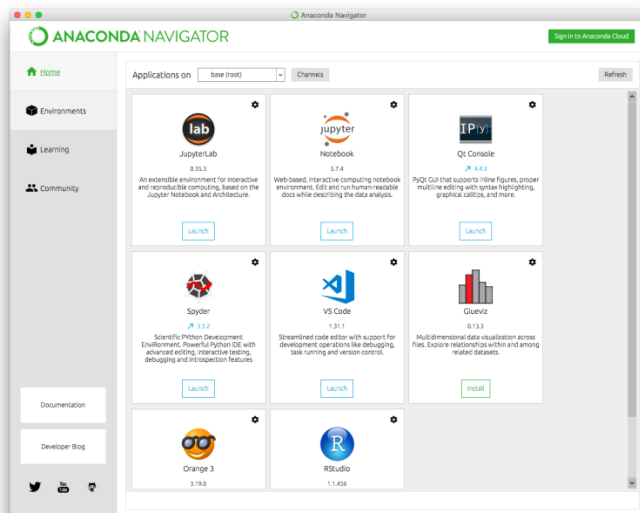 Anaconda Navigator
ANACONDA NAVIGATOR
Sign in to Anaconda Cloud
Home
Environments
Learning
Community
Documentation
Developer Blog
You
Tube
Applications on
base (root)
Channels
Refresh
lab
JupyterLab
0.35.3
An extensible environment for interactive
and reproducible computing, based on the
Jupyter Notebook and Architecture.
Launch
jupyter
Notebook
5.7.4
Web-based, interactive computing notebook
environment. Edit and run human-readable
docs while describing the data analysis.
Launch
IP[y]:
Qt Console
4.4.3
PyQt GUI that supports inline figures, proper
multiline editing with syntax highlighting,
graphical calltips, and more.
Launch
Spyder
3.3.2
Scientific PYthon Development
EnviRonment. Powerful Python IDE with
advanced editing, interactive testing,
debugging and introspection features
Launch
VS Code
1.31.1
Streamlined code editor with support for
development operations like debugging,
task running and version control.
Launch
Glueviz
0.13.3
Multidimensional data visualization across
files. Explore relationships within and among
related datasets.
Install
Orange 3
3.19.0
R
RStudio
1.1.456